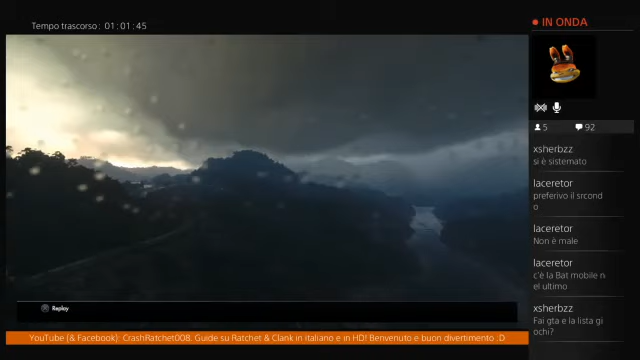 Tempo trascorso: 01:01:45
IN ONDA
5
92
xsherbzz
si è sistemato
laceretor
preferivo il srcond
o
laceretor
Non è male
laceretor
c'è la Bat mobile n
el ultimo
xsherbzz
Fai gta e la lista gi
ochi?
Replay
YouTube (& Facebook): CrashRatchet008. Guide su Ratchet & Clank in italiano e in HD! Benvenuto e buon divertimento :D